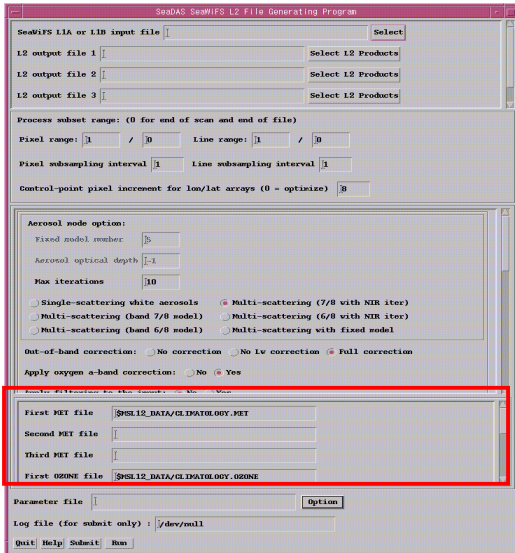 SeaDAS SeaWiFS L2 File Generating Program
SeaWiFS L1A or L1B input file Select
L2 output file 1 Select L2 Products
L2 output file 2 Select L2 Products
L2 output file 3 Select L2 Products
Process subset range: (0 for end of scan and end of file)
Pixel range: 1 / 0 Line range: 1 / 0
Pixel subsampling interval 1 Line subsampling interval 1
Control-point pixel increment for lon/lat arrays (0 = optimize) 8
Aerosol mode option:
Fixed model number 5
Aerosol optical depth -1
Max iterations 10
Single-scattering white aerosols Multi-scattering (7/8 with NIR iter)
Multi-scattering (band 7/8 model) Multi-scattering (6/8 with NIR iter)
Multi-scattering (band 6/8 model) Multi-scattering with fixed model
Out-of-band correction: No correction No Lw correction Full correction
Apply oxygen a-band correction: No Yes
Apply filtering to the input: No Yes
First MET file $MSL12_DATA/CLIMATOLOGY.MET
Second MET file
Third MET file
First OZONE file $MSL12_DATA/CLIMATOLOGY.OZONE
Parameter file Option
Log file (for submit only) : /dev/null
Quit Help Submit Run